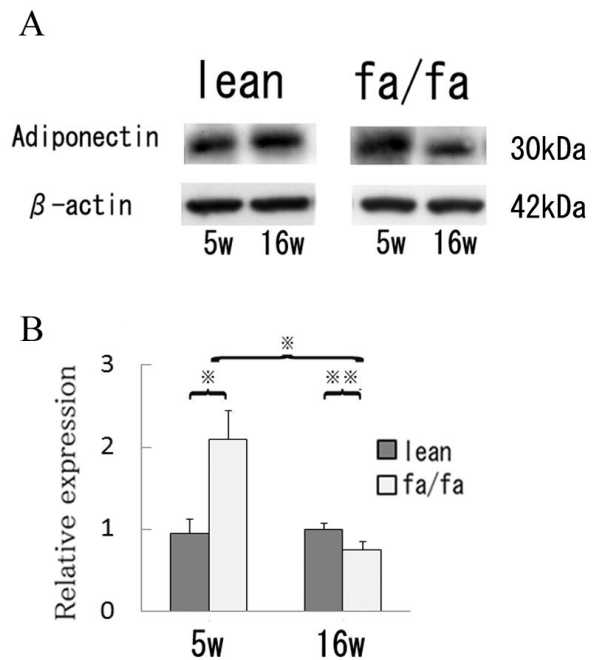 A
lean fa/fa
Adiponectin 30kDa
β-actin 42kDa
5w 16w 5w 16w
B
※
※ ※※
Relative expression
3
2
1
0
lean
fa/fa
5w 16w